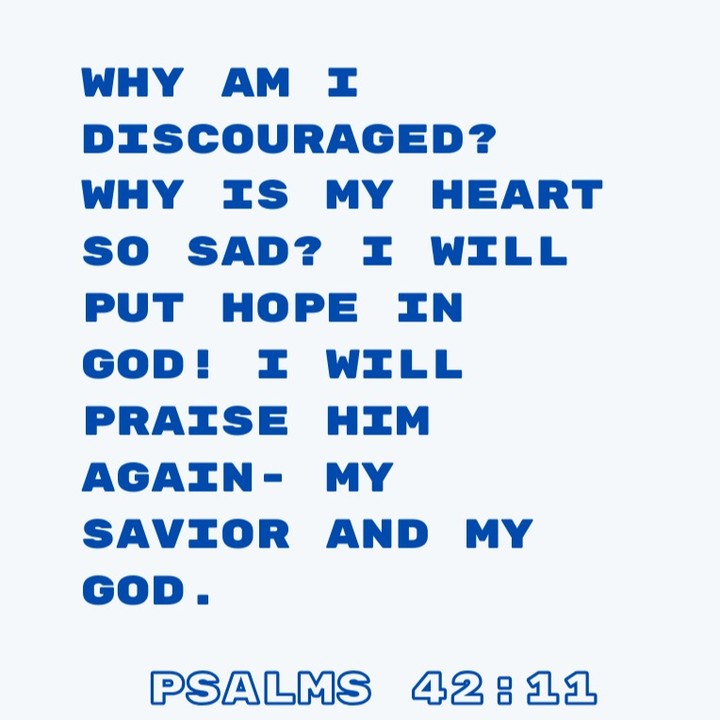 WHY AM I
DISCOURAGED?
WHY IS MY HEART
SO SAD? I WILL
PUT HOPE IN
GOD! I WILL
PRAISE HIM
AGAIN- MY
SAVIOR AND MY
GOD.
PSALMS 42:11